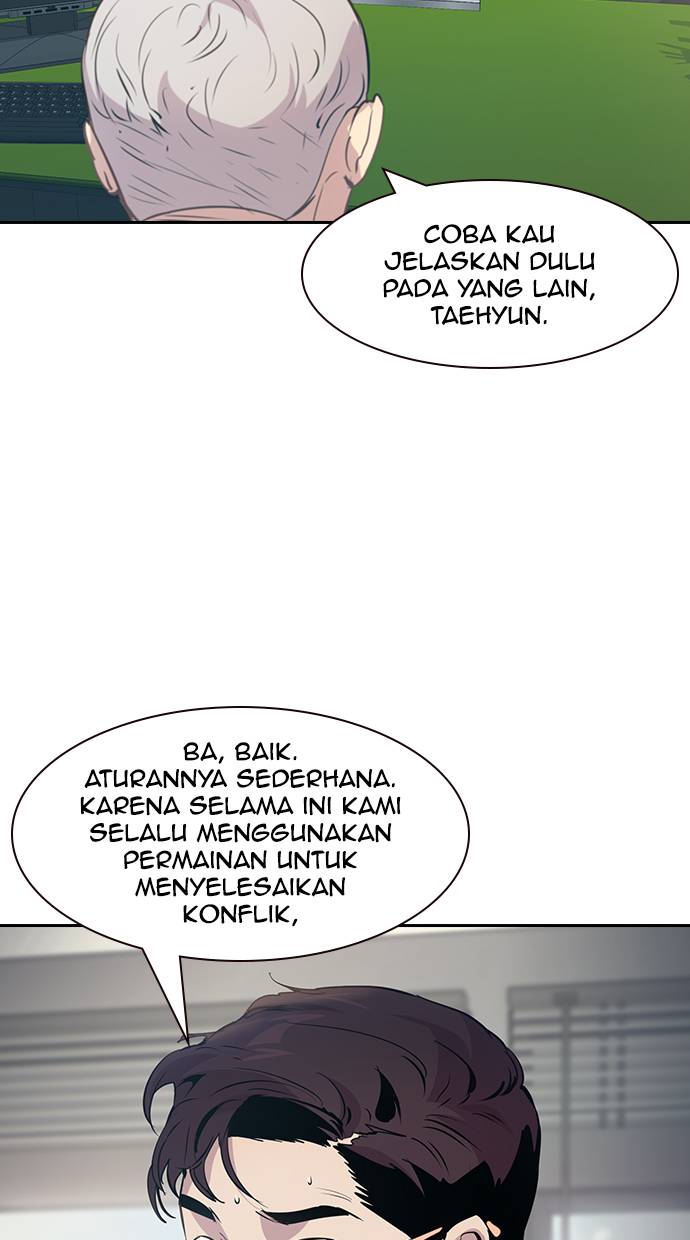 COBA KAU
JELASKAN DULU
PADA YANG LAIN,
TAEHYUN.
BA, BAIK.
ATURANNYA SEDERHANA.
KARENA SELAMA INI KAMI
SELALU MENGGUNAKAN
PERMAINAN UNTUK
MENYELESAIKAN
KONFLIK,